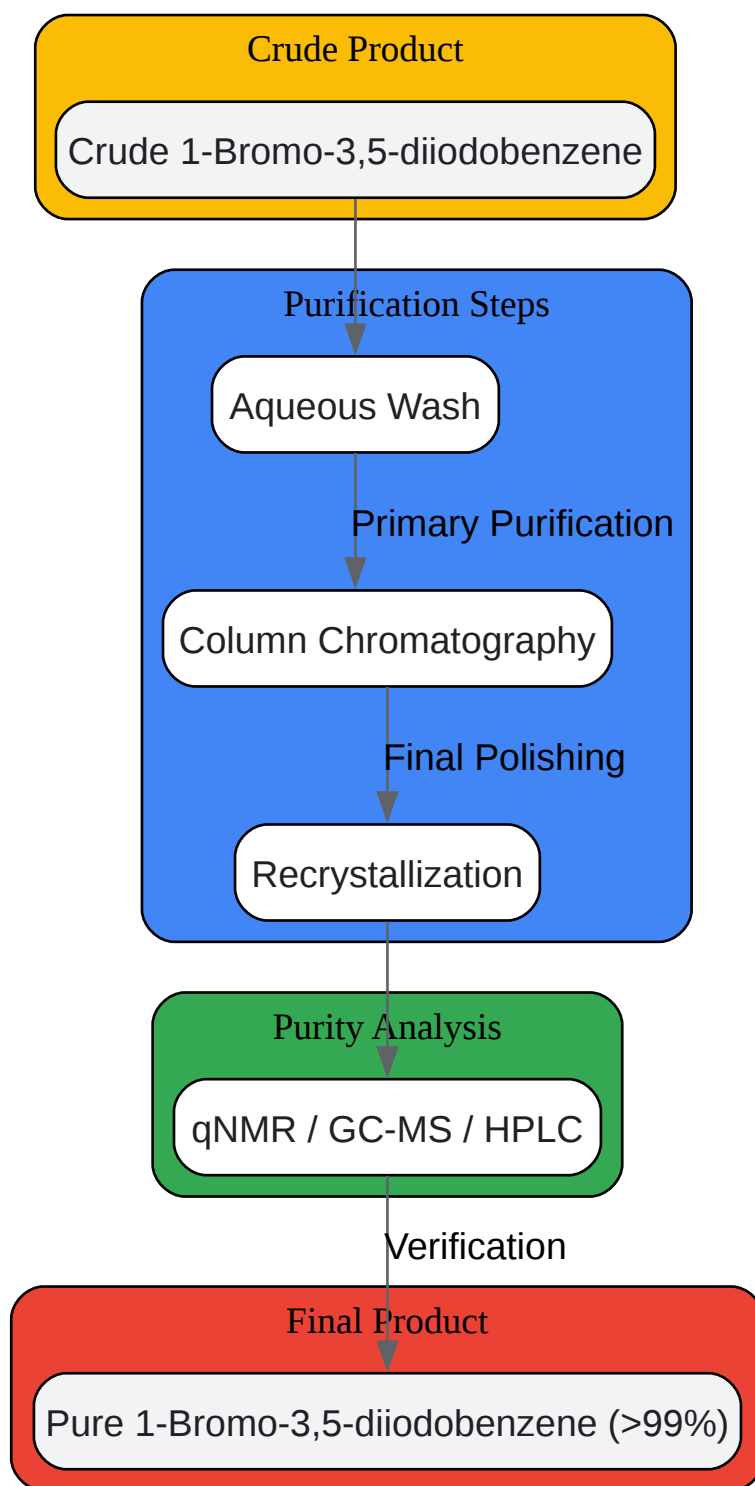 Crude Product
Crude 1-Bromo-3,5-diiodobenzene
Purification Steps
Aqueous Wash
Primary Purification
Column Chromatography
Final Polishing
Recrystallization
Purity Analysis
qNMR / GC-MS / HPLC
Verification
Final Product
Pure 1-Bromo-3,5-diiodobenzene (>99%)